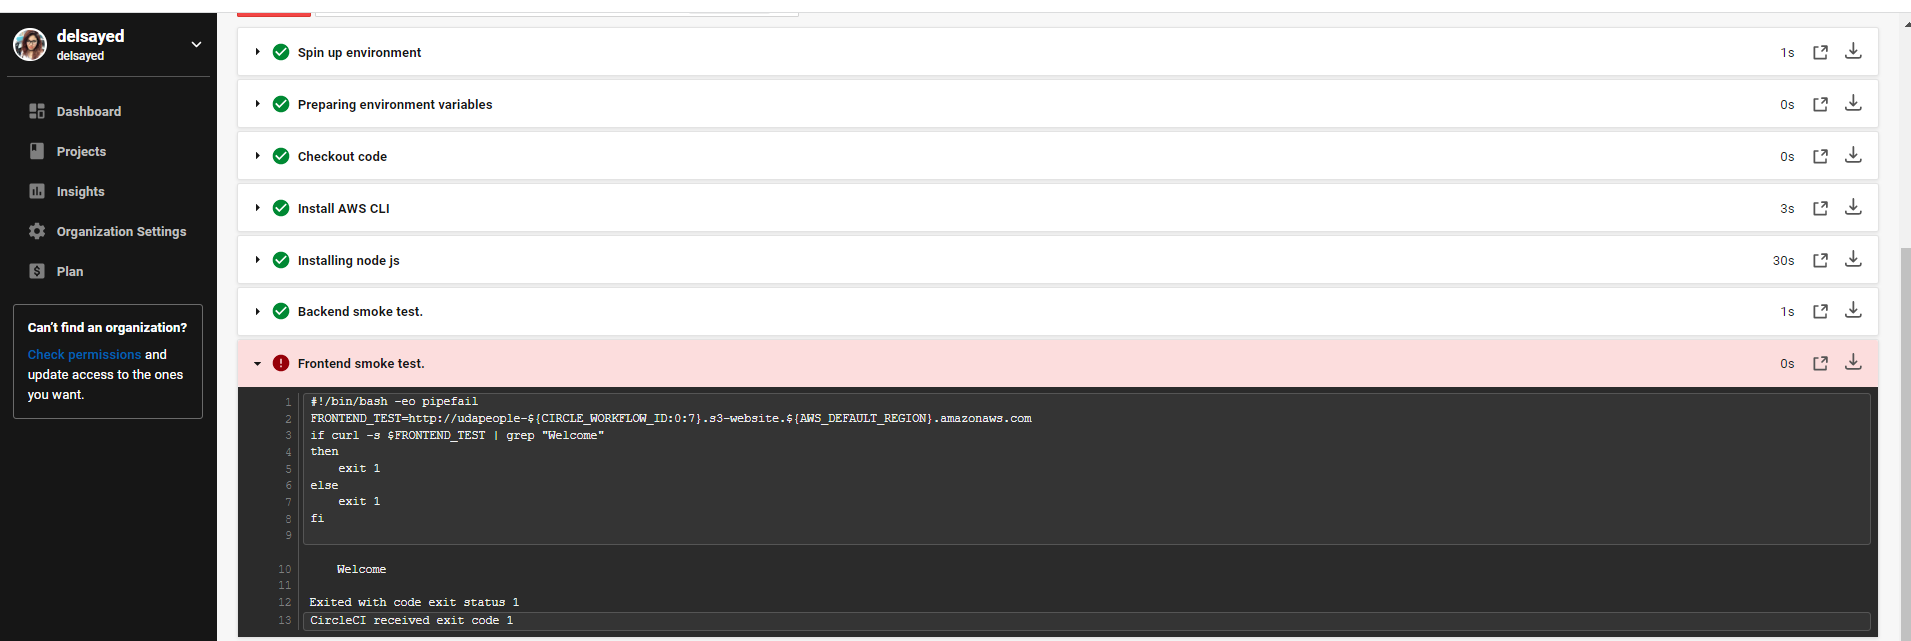 delsayed
delsayed
Dashboard
Projects
Insights
Organization Settings
Plan
Can't find an organization?
Check permissions and
update access to the ones
you want.
Spin up environment 1s
Preparing environment variables 0s
Checkout code 0s
Install AWS CLI 3s
Installing node js 30s
Backend smoke test. 1s
Frontend smoke test. 0s
1 #!/bin/bash -eo pipefail
2 FRONTEND_TEST=http://udapeople-${CIRCLE_WORKFLOW_ID:0:7}.s3-website.${AWS_DEFAULT_REGION}.amazonaws.com
3 if curl -s $FRONTEND_TEST | grep "Welcome"
4 then
5 exit 1
6 else
7 exit 1
8 fi
9
10 Welcome
11
12 Exited with code exit status 1
13 CircleCI received exit code 1